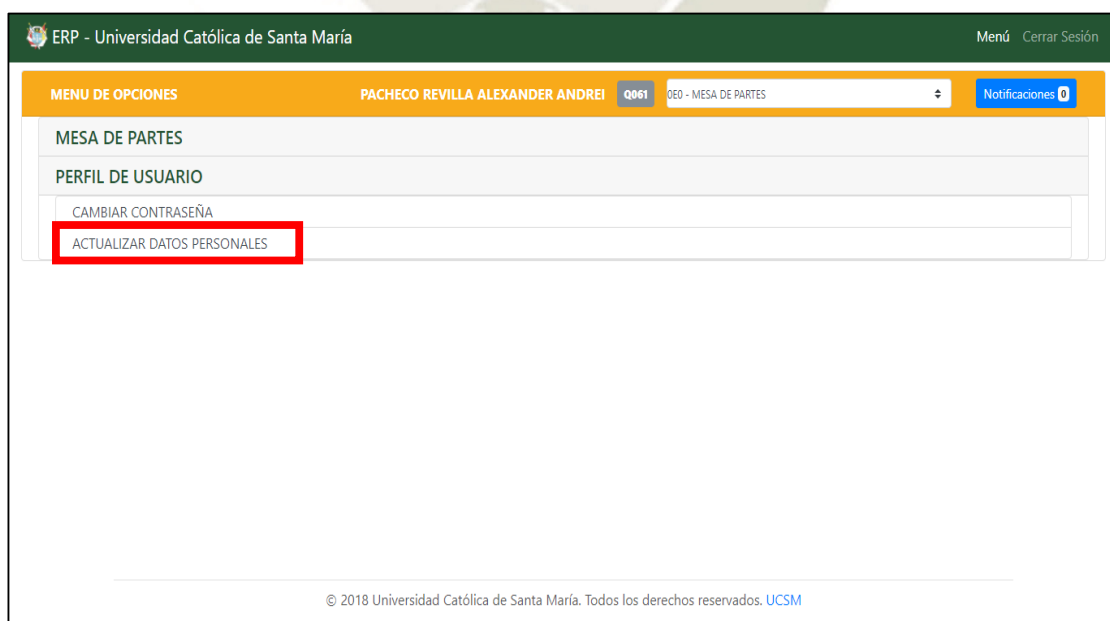 ERP - Universidad Católica de Santa María Menú Cerrar Sesión
MENU DE OPCIONES PACHECO REVILLA ALEXANDER ANDREI Q061 0E0 - MESA DE PARTES Notificaciones 0
MESA DE PARTES
PERFIL DE USUARIO
CAMBIAR CONTRASEÑA
ACTUALIZAR DATOS PERSONALES
© 2018 Universidad Católica de Santa María. Todos los derechos reservados. UCSM